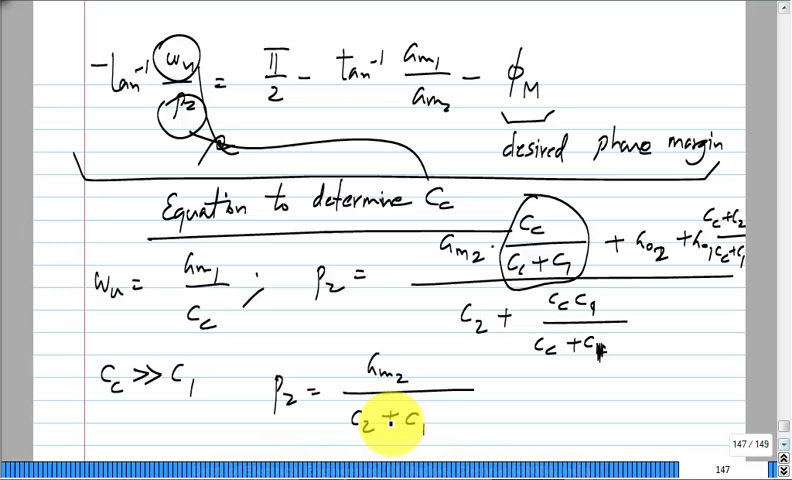 -tan⁻¹ ωu/p2 = π/2 - tan⁻¹ Gm1/Gm2 - ϕM
desired phase margin
Equation to determine Cc
ωu = Gm1/Cc ; p2 = (Gm2 · Cc/(Cc + C1) + Go2 + Go1 (Cc+C2)/(Cc+C1)) / (C2 + CcC1/(Cc + C1))
Cc >> C1 p2 = Gm2/(C2 + C1)
147 / 149
147